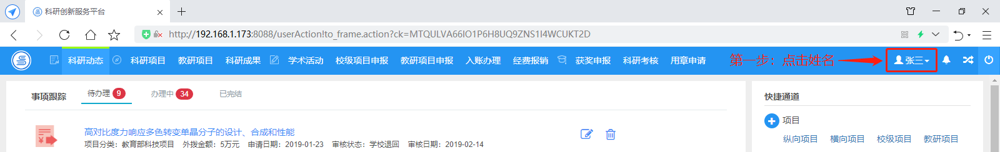 科研创新服务平台
http://192.168.1.173:8088/userAction!to_frame.action?ck=MTQULVA66IO1P6H8UQ9ZNS1I4WCUKT2D
科研动态 科研项目 教研项目 科研成果 学术活动 校级项目申报 教研项目申报 入账办理 经费报销 获奖申报 科研考核 用章申请 第一步：点击姓名 张三
事项跟踪 待办理 9 办理中 34 已完结
高对比度力响应多色转变单晶分子的设计、合成和性能
项目分类：教育部科技项目 外拨金额：5万元 申请日期：2019-01-23 审核状态：学校退回 审核日期：2019-02-14
快捷通道
项目
纵向项目 横向项目 校级项目 教研项目